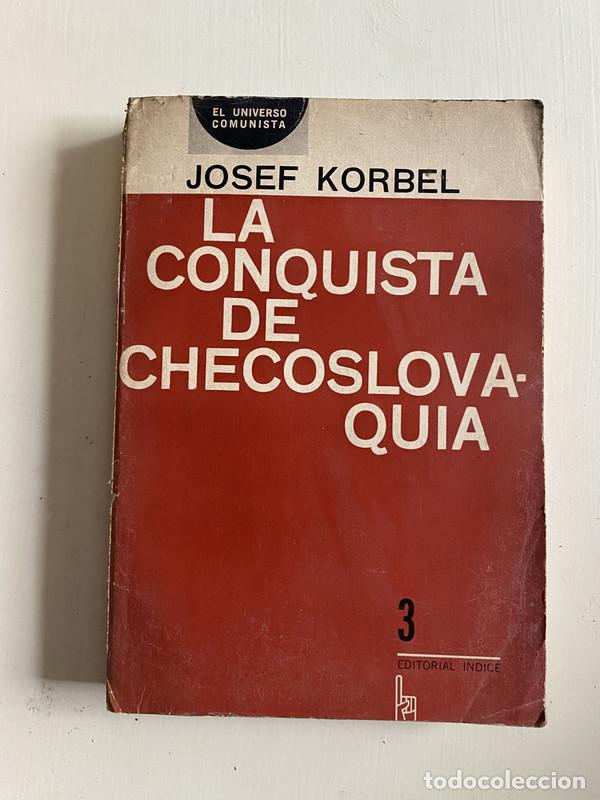 EL UNIVERSO
COMUNISTA
JOSEF KORBEL
LA
CONQUISTA
DE
CHECOSLOVA-
QUIA
3
EDITORIAL INDICE
todocoleccion